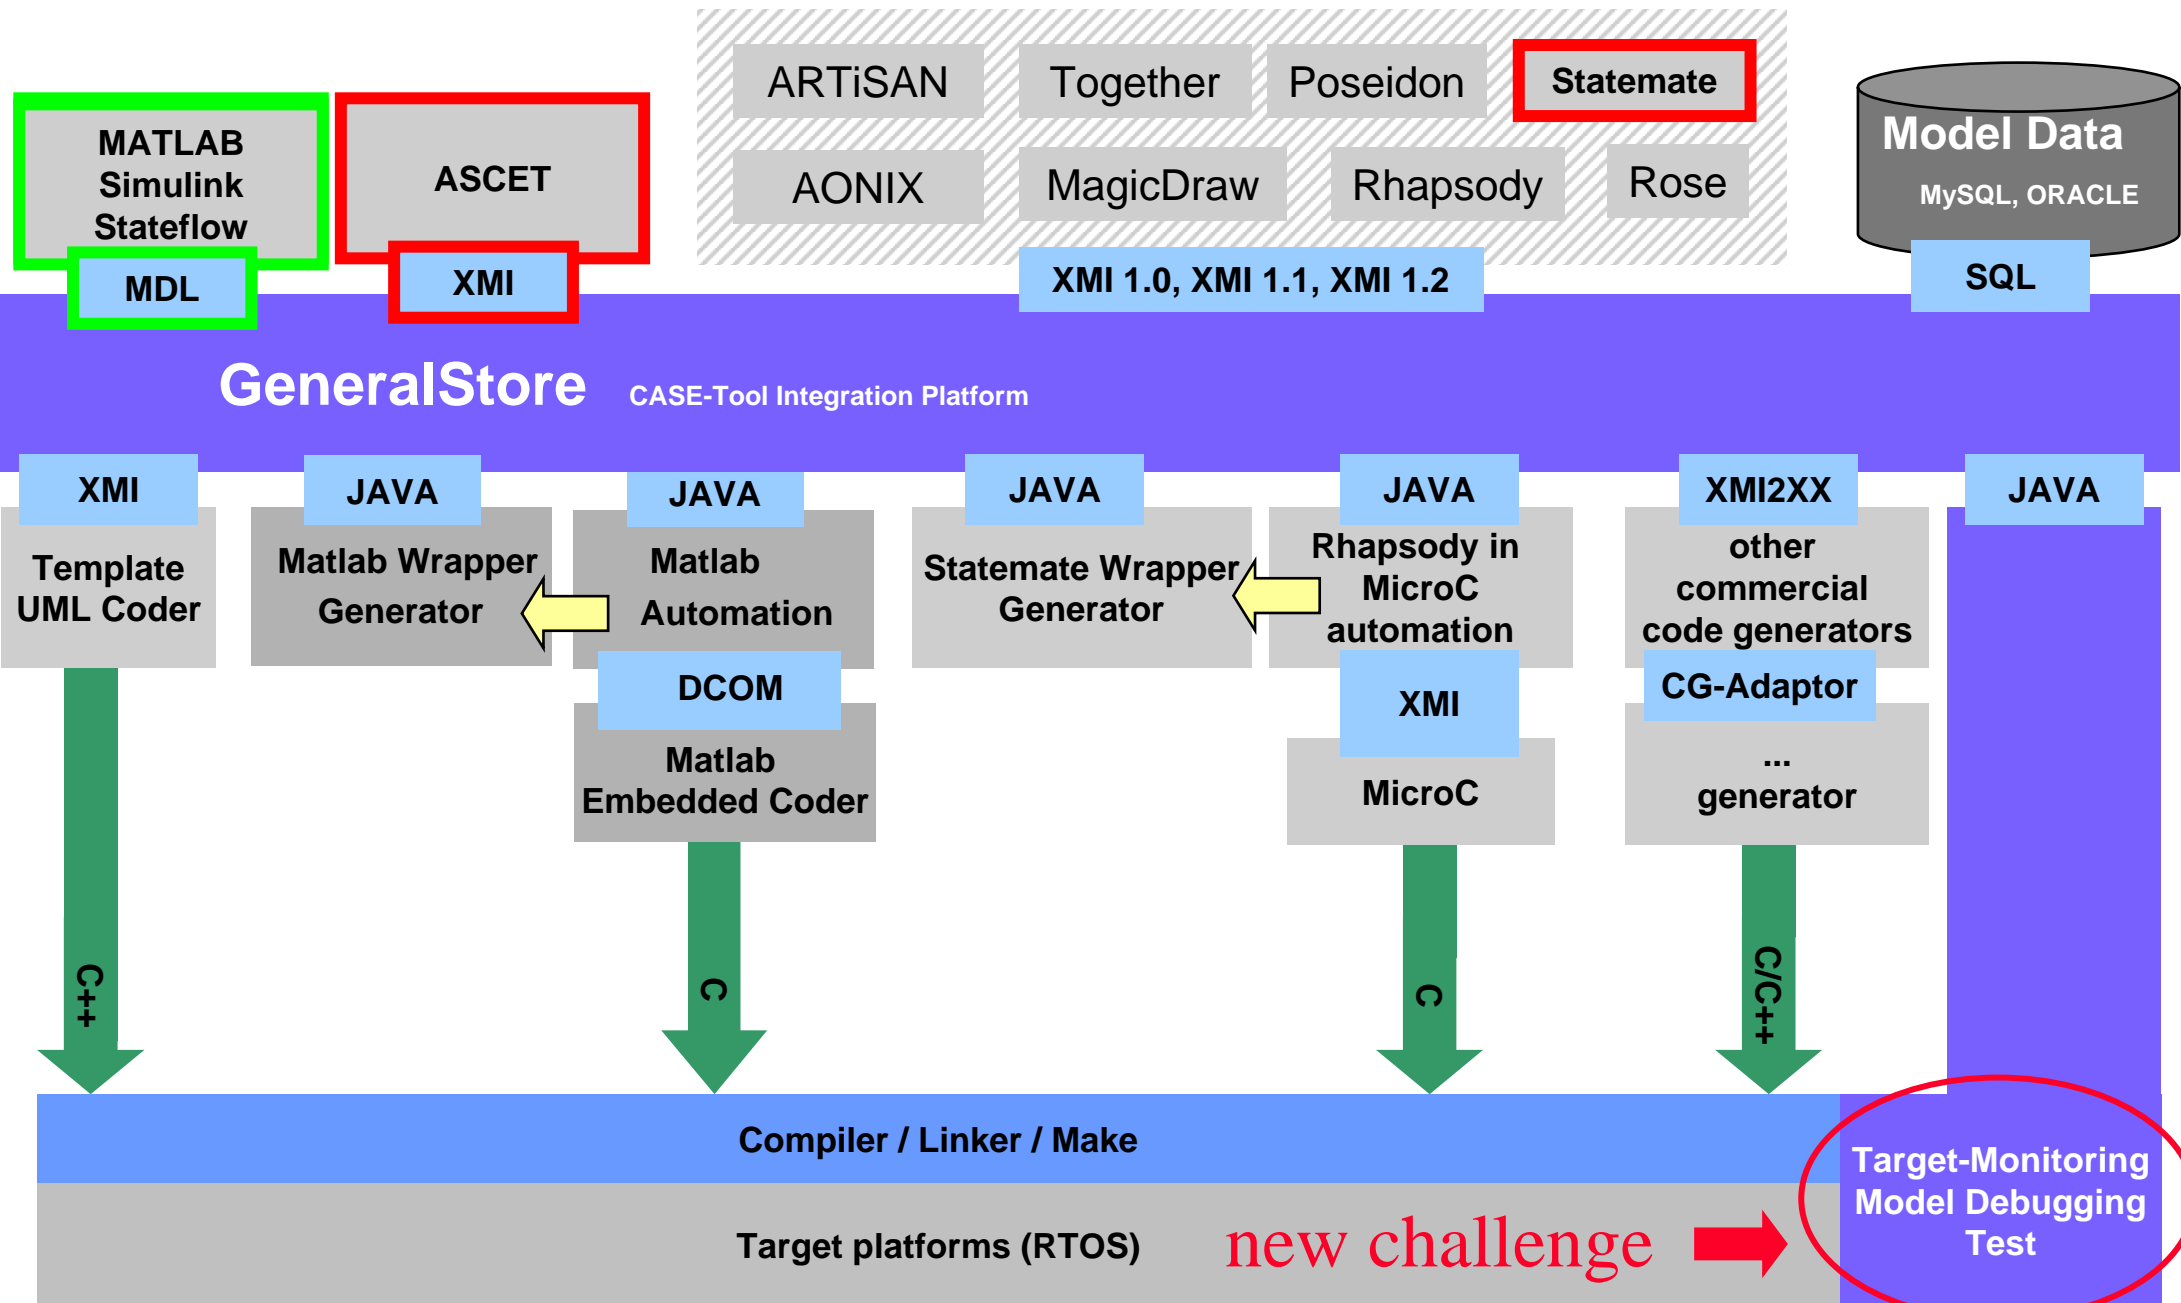 ARTiSAN
Together
Poseidon
Statemate
AONIX
MagicDraw
Rhapsody
Rose
MATLAB
Simulink
Stateflow
ASCET
Model Data
MySQL, ORACLE
MDL
XMI
XMI 1.0, XMI 1.1, XMI 1.2
SQL
GeneralStore
CASE-Tool Integration Platform
XMI
Template
UML Coder
JAVA
Matlab Wrapper
Generator
JAVA
Matlab
Automation
DCOM
Matlab
Embedded Coder
JAVA
Statemate Wrapper
Generator
JAVA
Rhapsody in
MicroC
automation
XMI
MicroC
XMI2XX
other
commercial
code generators
CG-Adaptor
...
generator
JAVA
C++
C
C
C/C++
Compiler / Linker / Make
Target platforms (RTOS)
new challenge
Target-Monitoring
Model Debugging
Test